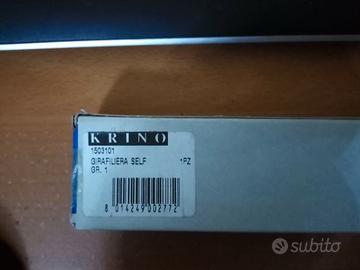 KRINO
1503101
GIRAFILIERA SELF 1PZ
GR. 1
8 014249 002772
subito